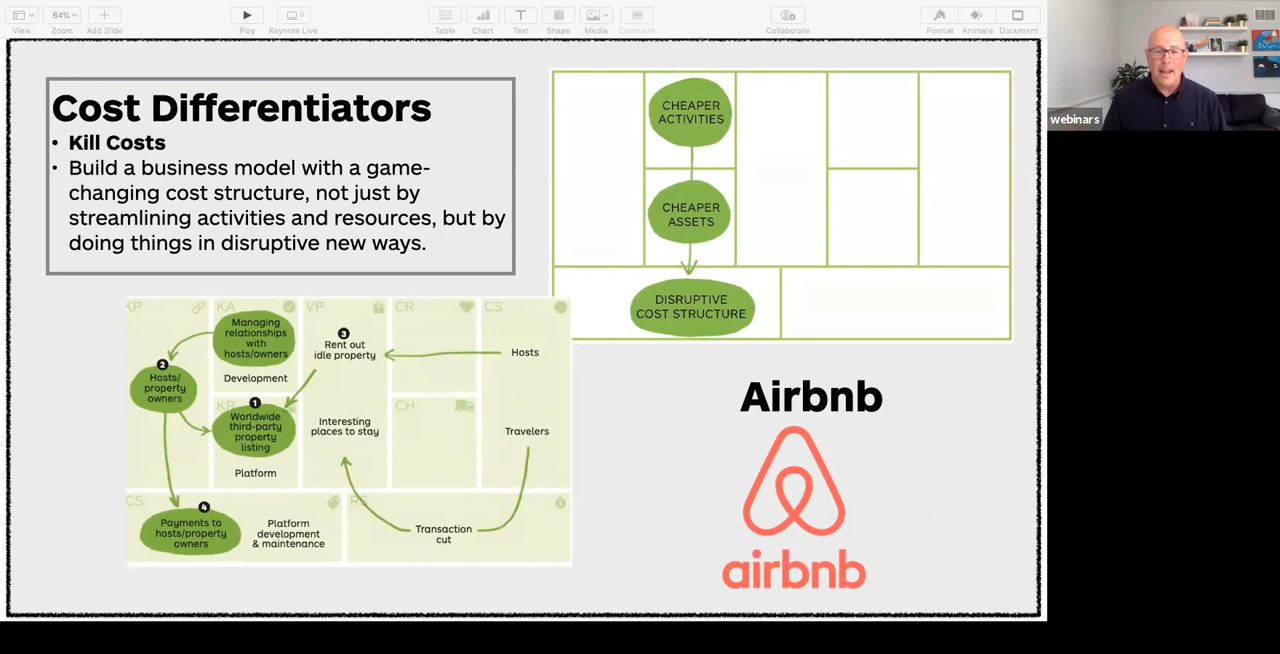 View
64%
Zoom
Add Slide
Play
Keynote Live
Table
Chart
Text
Shape
Media
Comment
Collaborate
Format
Animate
Document
webinars
Cost Differentiators
• Kill Costs
• Build a business model with a game-
changing cost structure, not just by
streamlining activities and resources, but by
doing things in disruptive new ways.
CHEAPER
ACTIVITIES
CHEAPER
ASSETS
DISRUPTIVE
COST STRUCTURE
KP
KA
VP
CR
CS
Managing
relationships
with
hosts/owners
Development
2
Hosts/
property
owners
3
Rent out
idle property
Hosts
KR
CH
1
Worldwide
third-party
property
listing
Platform
Interesting
places to stay
Travelers
CS
RS
4
Payments to
hosts/property
owners
Platform
development
& maintenance
Transaction
cut
Airbnb
airbnb